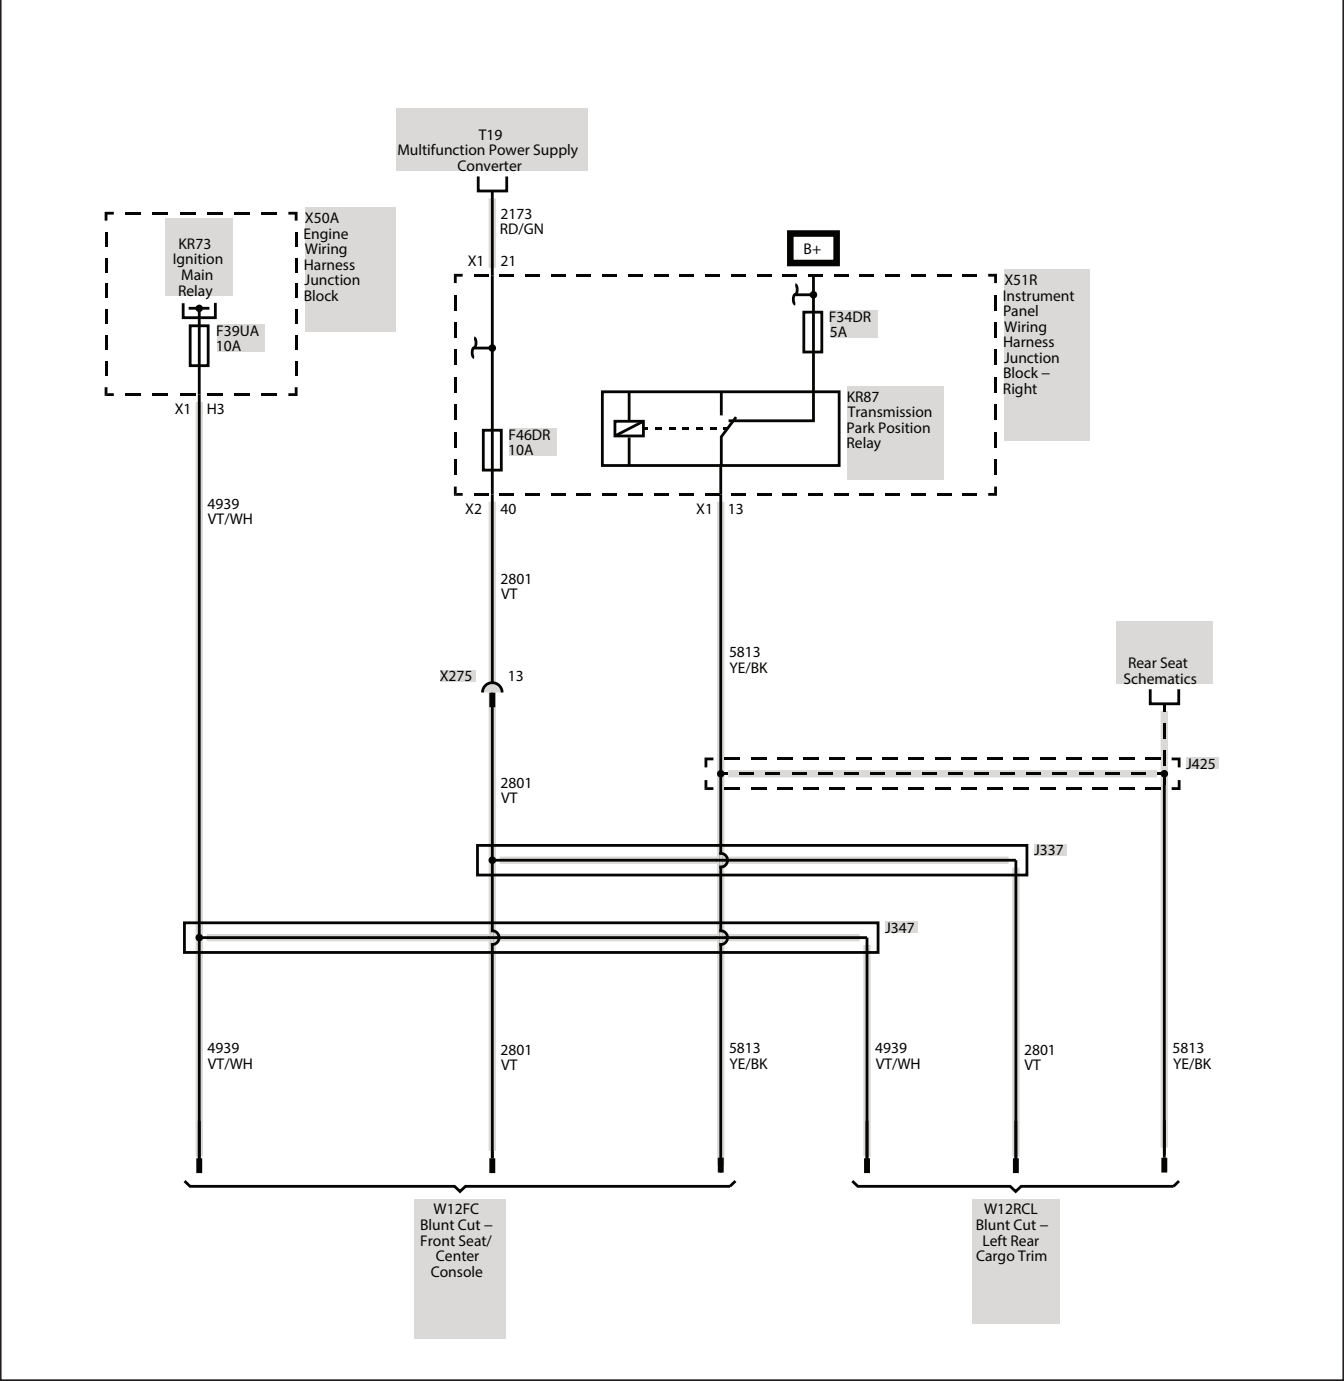 T19
Multifunction Power Supply
Converter
2173
RD/GN
X1 21
KR73
Ignition
Main
Relay
X50A
Engine
Wiring
Harness
Junction
Block
F39UA
10A
X1 H3
B+
F34DR
5A
X51R
Instrument
Panel
Wiring
Harness
Junction
Block –
Right
KR87
Transmission
Park Position
Relay
F46DR
10A
X2 40
X1 13
4939
VT/WH
2801
VT
5813
YE/BK
X275 13
Rear Seat
Schematics
J425
2801
VT
J337
J347
4939
VT/WH
2801
VT
5813
YE/BK
4939
VT/WH
2801
VT
5813
YE/BK
W12FC
Blunt Cut –
Front Seat/
Center
Console
W12RCL
Blunt Cut –
Left Rear
Cargo Trim